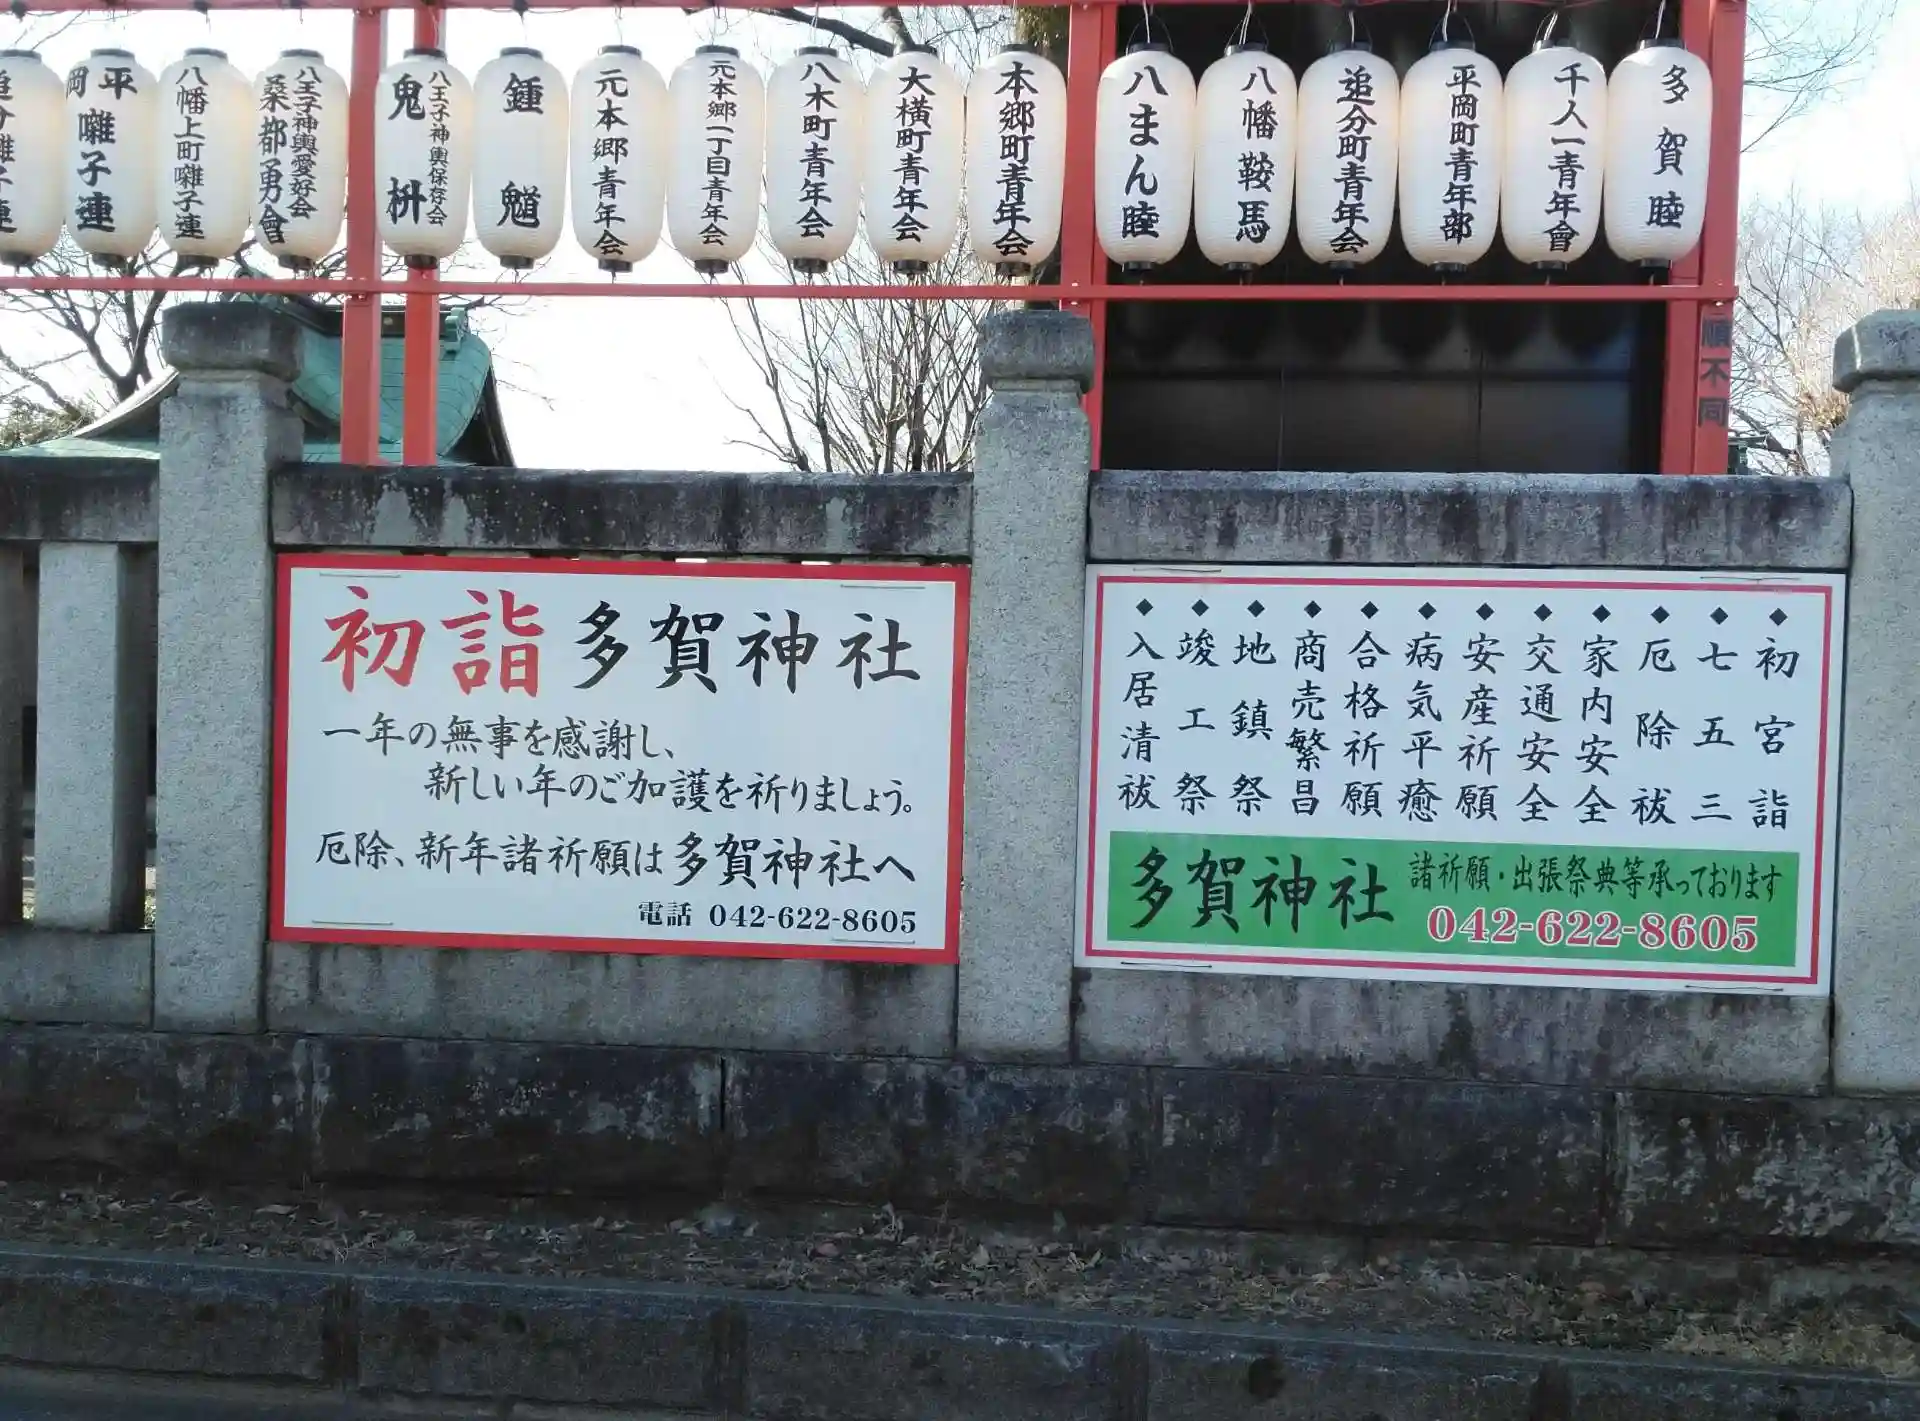 多賀睦
千人一青年會
平岡町青年部
追分町青年会
八幡鞍馬
八まん睦
本郷町青年会
大横町青年会
八木町青年会
元本郷一丁目青年会
元本郷青年会
鍾馗
八王子神輿保存会
鬼枡
八王子神輿愛好会
桑都勇會
八幡上町囃子連
平岡囃子連
順不同
初詣 多賀神社
一年の無事を感謝し、
新しい年のご加護を祈りましょう。
厄除、新年諸祈願は 多賀神社へ
電話 042-622-8605
◆初宮詣
◆七五三
◆厄除祓
◆家内安全
◆交通安全
◆安産祈願
◆病気平癒
◆合格祈願
◆商売繁昌
◆地鎮祭
◆竣工祭
◆入居清祓
多賀神社
諸祈願・出張祭典等承っております
042-622-8605